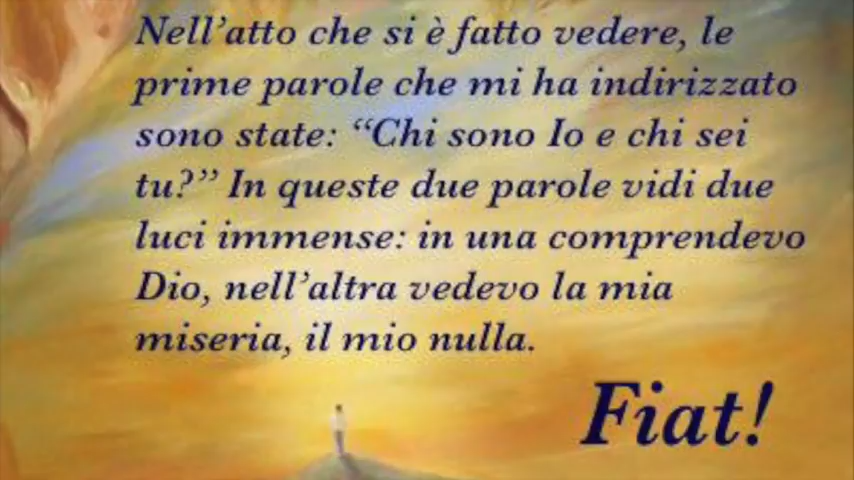 Nell’atto che si è fatto vedere, le
prime parole che mi ha indirizzato
sono state: “Chi sono Io e chi sei
tu?” In queste due parole vidi due
luci immense: in una comprendevo
Dio, nell’altra vedevo la mia
miseria, il mio nulla.
Fiat!